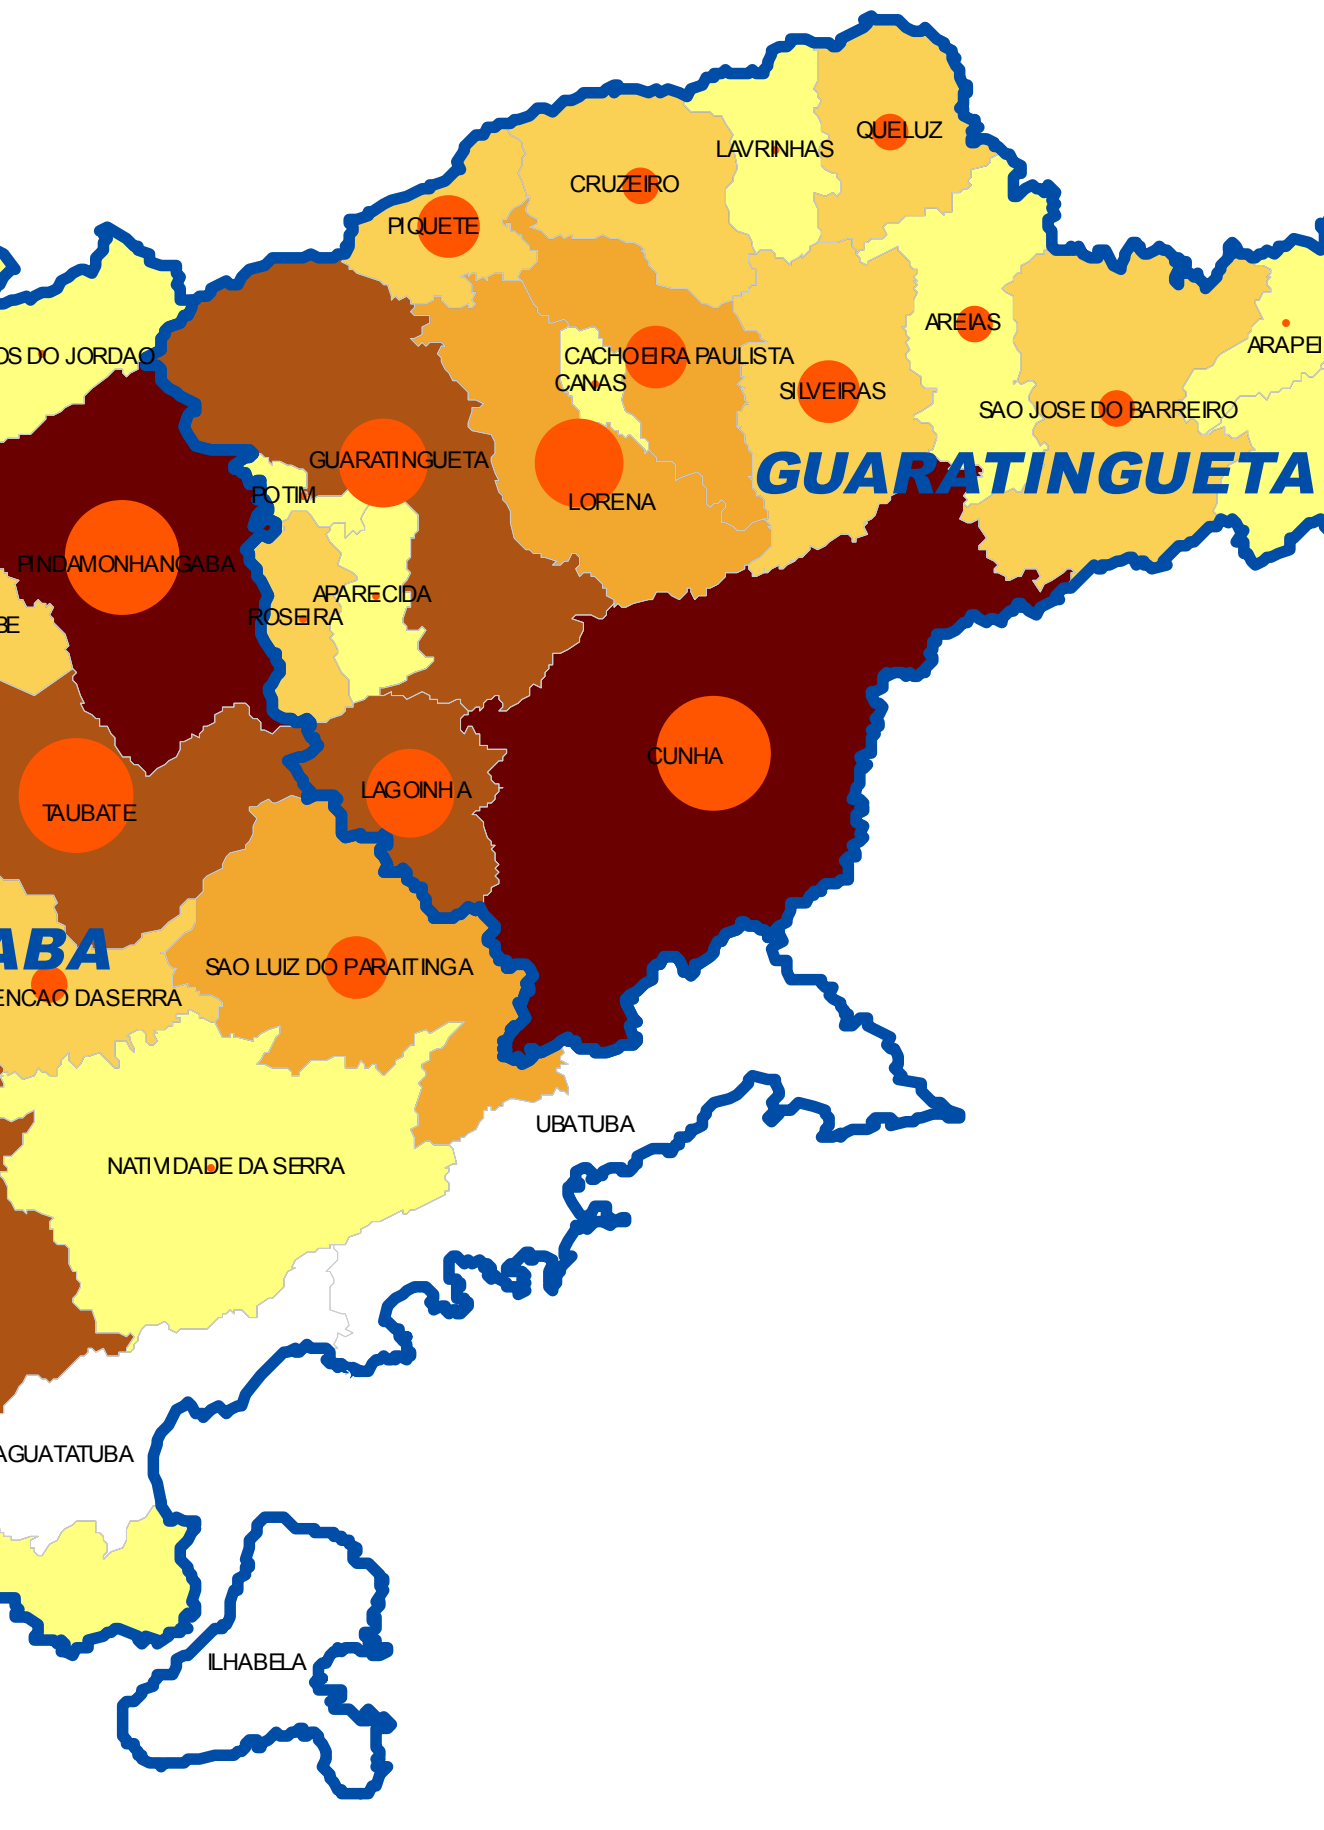 QUELUZ
LAVRINHAS
CRUZEIRO
PIQUETE
AREIAS
ARAPEI
OS DO JORDAO
CACHOEIRA PAULISTA
CANAS
SILVEIRAS
SAO JOSE DO BARREIRO
GUARATINGUETA
GUARATINGUETA
POTIM
LORENA
PINDAMONHANGABA
APARECIDA
ROSEIRA
BE
CUNHA
LAGOINHA
TAUBATE
ABA
SAO LUIZ DO PARAITINGA
ENCAO DA SERRA
UBATUBA
NATIVIDADE DA SERRA
AGUATATUBA
ILHABELA